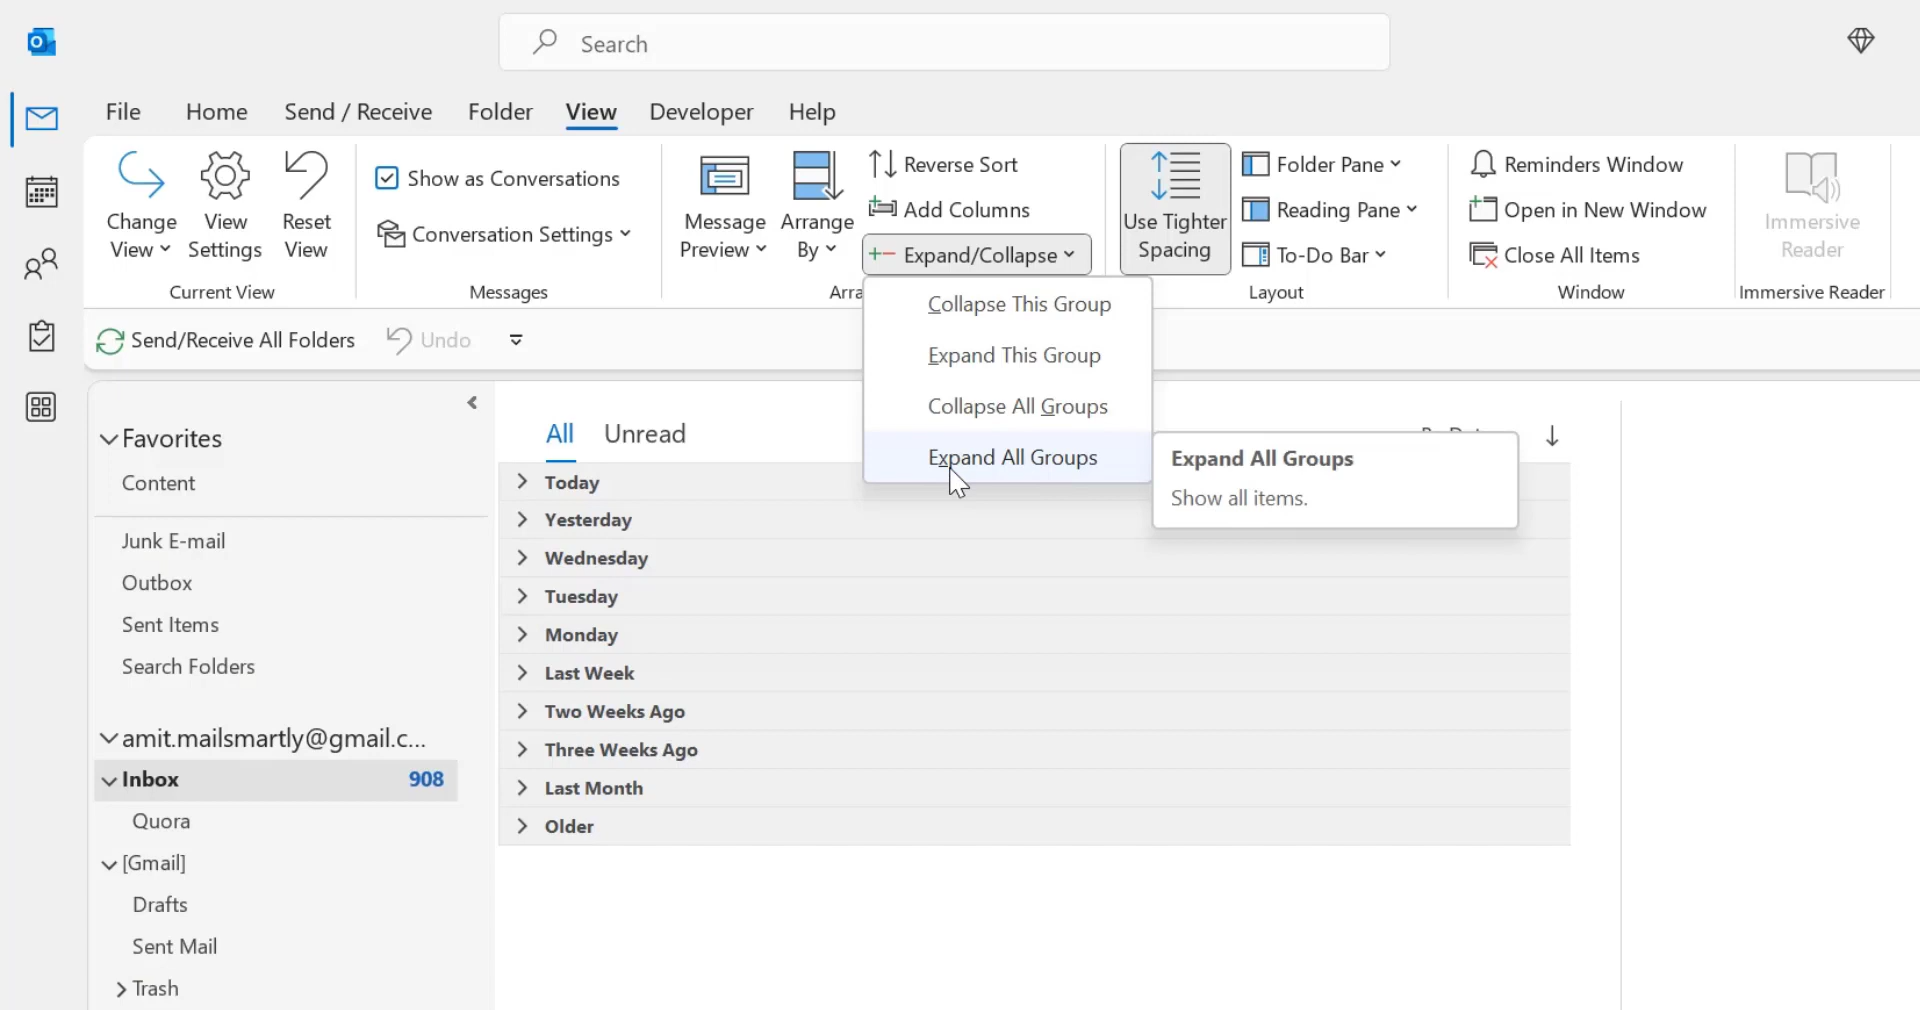 Search
File Home Send / Receive Folder View Developer Help
Change View
View Settings
Reset View
Current View
Show as Conversations
Conversation Settings
Messages
Message Preview
Arrange By
Reverse Sort
Add Columns
Expand/Collapse
Arra
Use Tighter Spacing
Folder Pane
Reading Pane
To-Do Bar
Layout
Reminders Window
Open in New Window
Close All Items
Window
Immersive Reader
Immersive Reader
Send/Receive All Folders Undo
Collapse This Group
Expand This Group
Collapse All Groups
Expand All Groups
Expand All Groups
Show all items.
Favorites
Content
Junk E-mail
Outbox
Sent Items
Search Folders
amit.mailsmartly@gmail.c...
Inbox 908
Quora
[Gmail]
Drafts
Sent Mail
Trash
All Unread
Today
Yesterday
Wednesday
Tuesday
Monday
Last Week
Two Weeks Ago
Three Weeks Ago
Last Month
Older